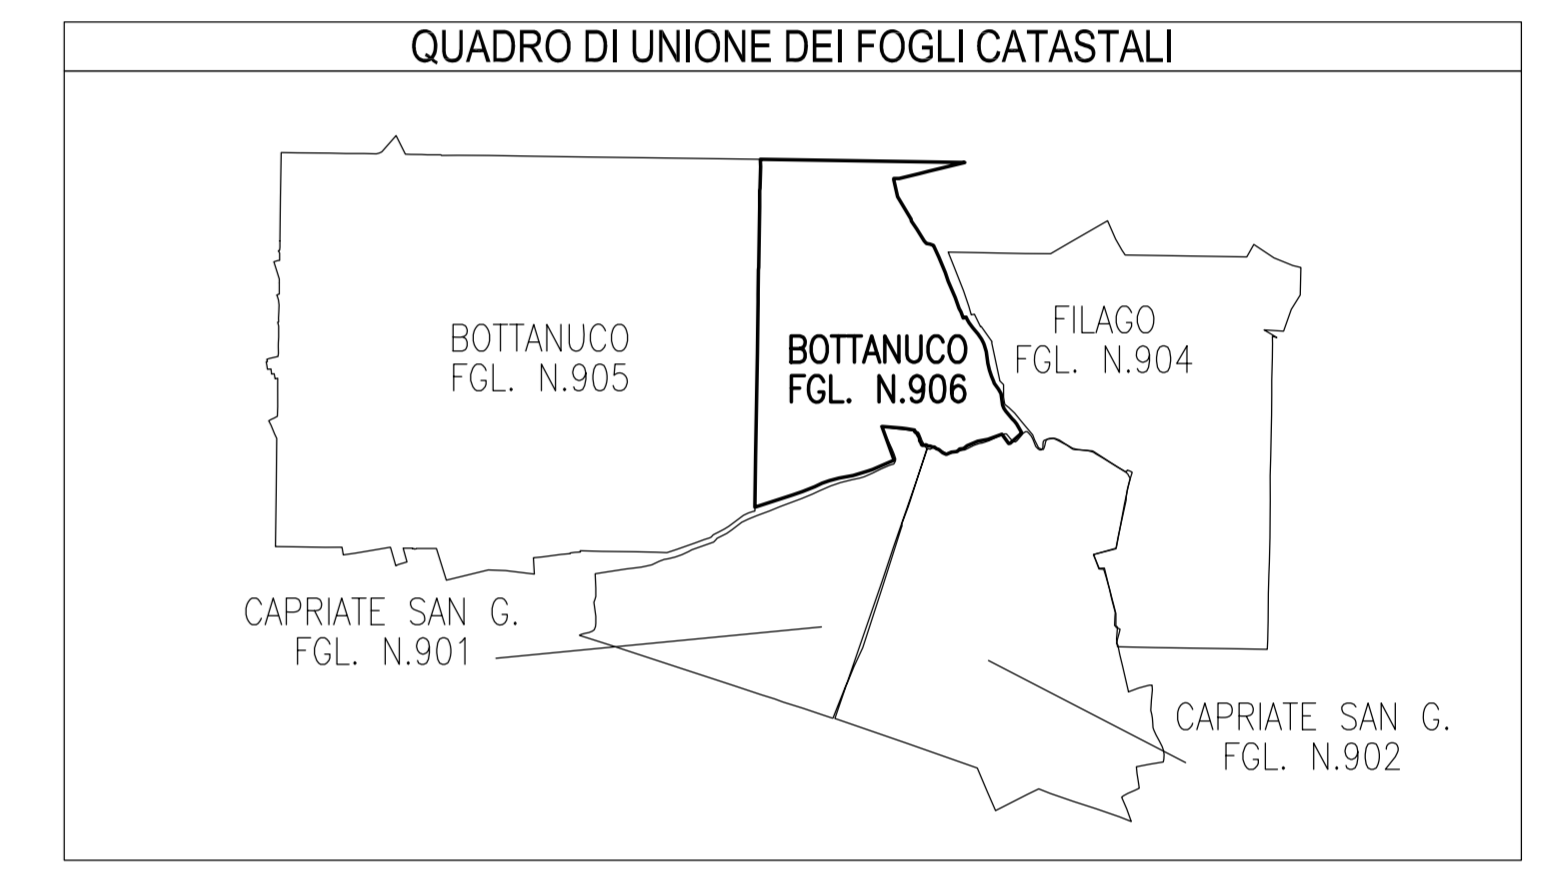 QUADRO DI UNIONE DEI FOGLI CATASTALI
BOTTANUCO
FGL. N.905
BOTTANUCO
FGL. N.906
FILAGO
FGL. N.904
CAPRIATE SAN G.
FGL. N.901
CAPRIATE SAN G.
FGL. N.902